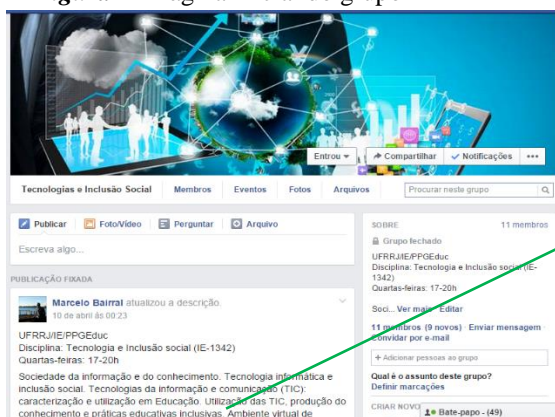 Entrou
Compartilhar
Notificações
Tecnologias e Inclusão Social
Membros
Eventos
Fotos
Arquivos
Procurar neste grupo
Publicar
Foto/Vídeo
Perguntar
Arquivo
Escreva algo...
PUBLICAÇÃO FIXADA
Marcelo Bairral atualizou a descrição.
10 de abril às 00:23
UFRRJ/IE/PPGEduc
Disciplina: Tecnologia e Inclusão Social (IE-1342)
Quartas-feiras: 17-20h
Sociedade da informação e do conhecimento. Tecnologia informática e
inclusão social. Tecnologias da informação e comunicação (TIC):
caracterização e utilização em Educação. Utilização das TIC, produção do
conhecimento e práticas educativas inclusivas. Ambiente virtual de
SOBRE
11 membros
Grupo fechado
UFRRJ/IE/PPGEduc
Disciplina: Tecnologia e Inclusão social (IE-
1342)
Quartas-feiras: 17-20h
Soci... Ver mais · Editar
11 membros (9 novos) · Enviar mensagem ·
Convidar por e-mail
+ Adicionar pessoas ao grupo
Qual é o assunto deste grupo?
Definir marcações
CRIAR NOVO
Bate-papo - (49)